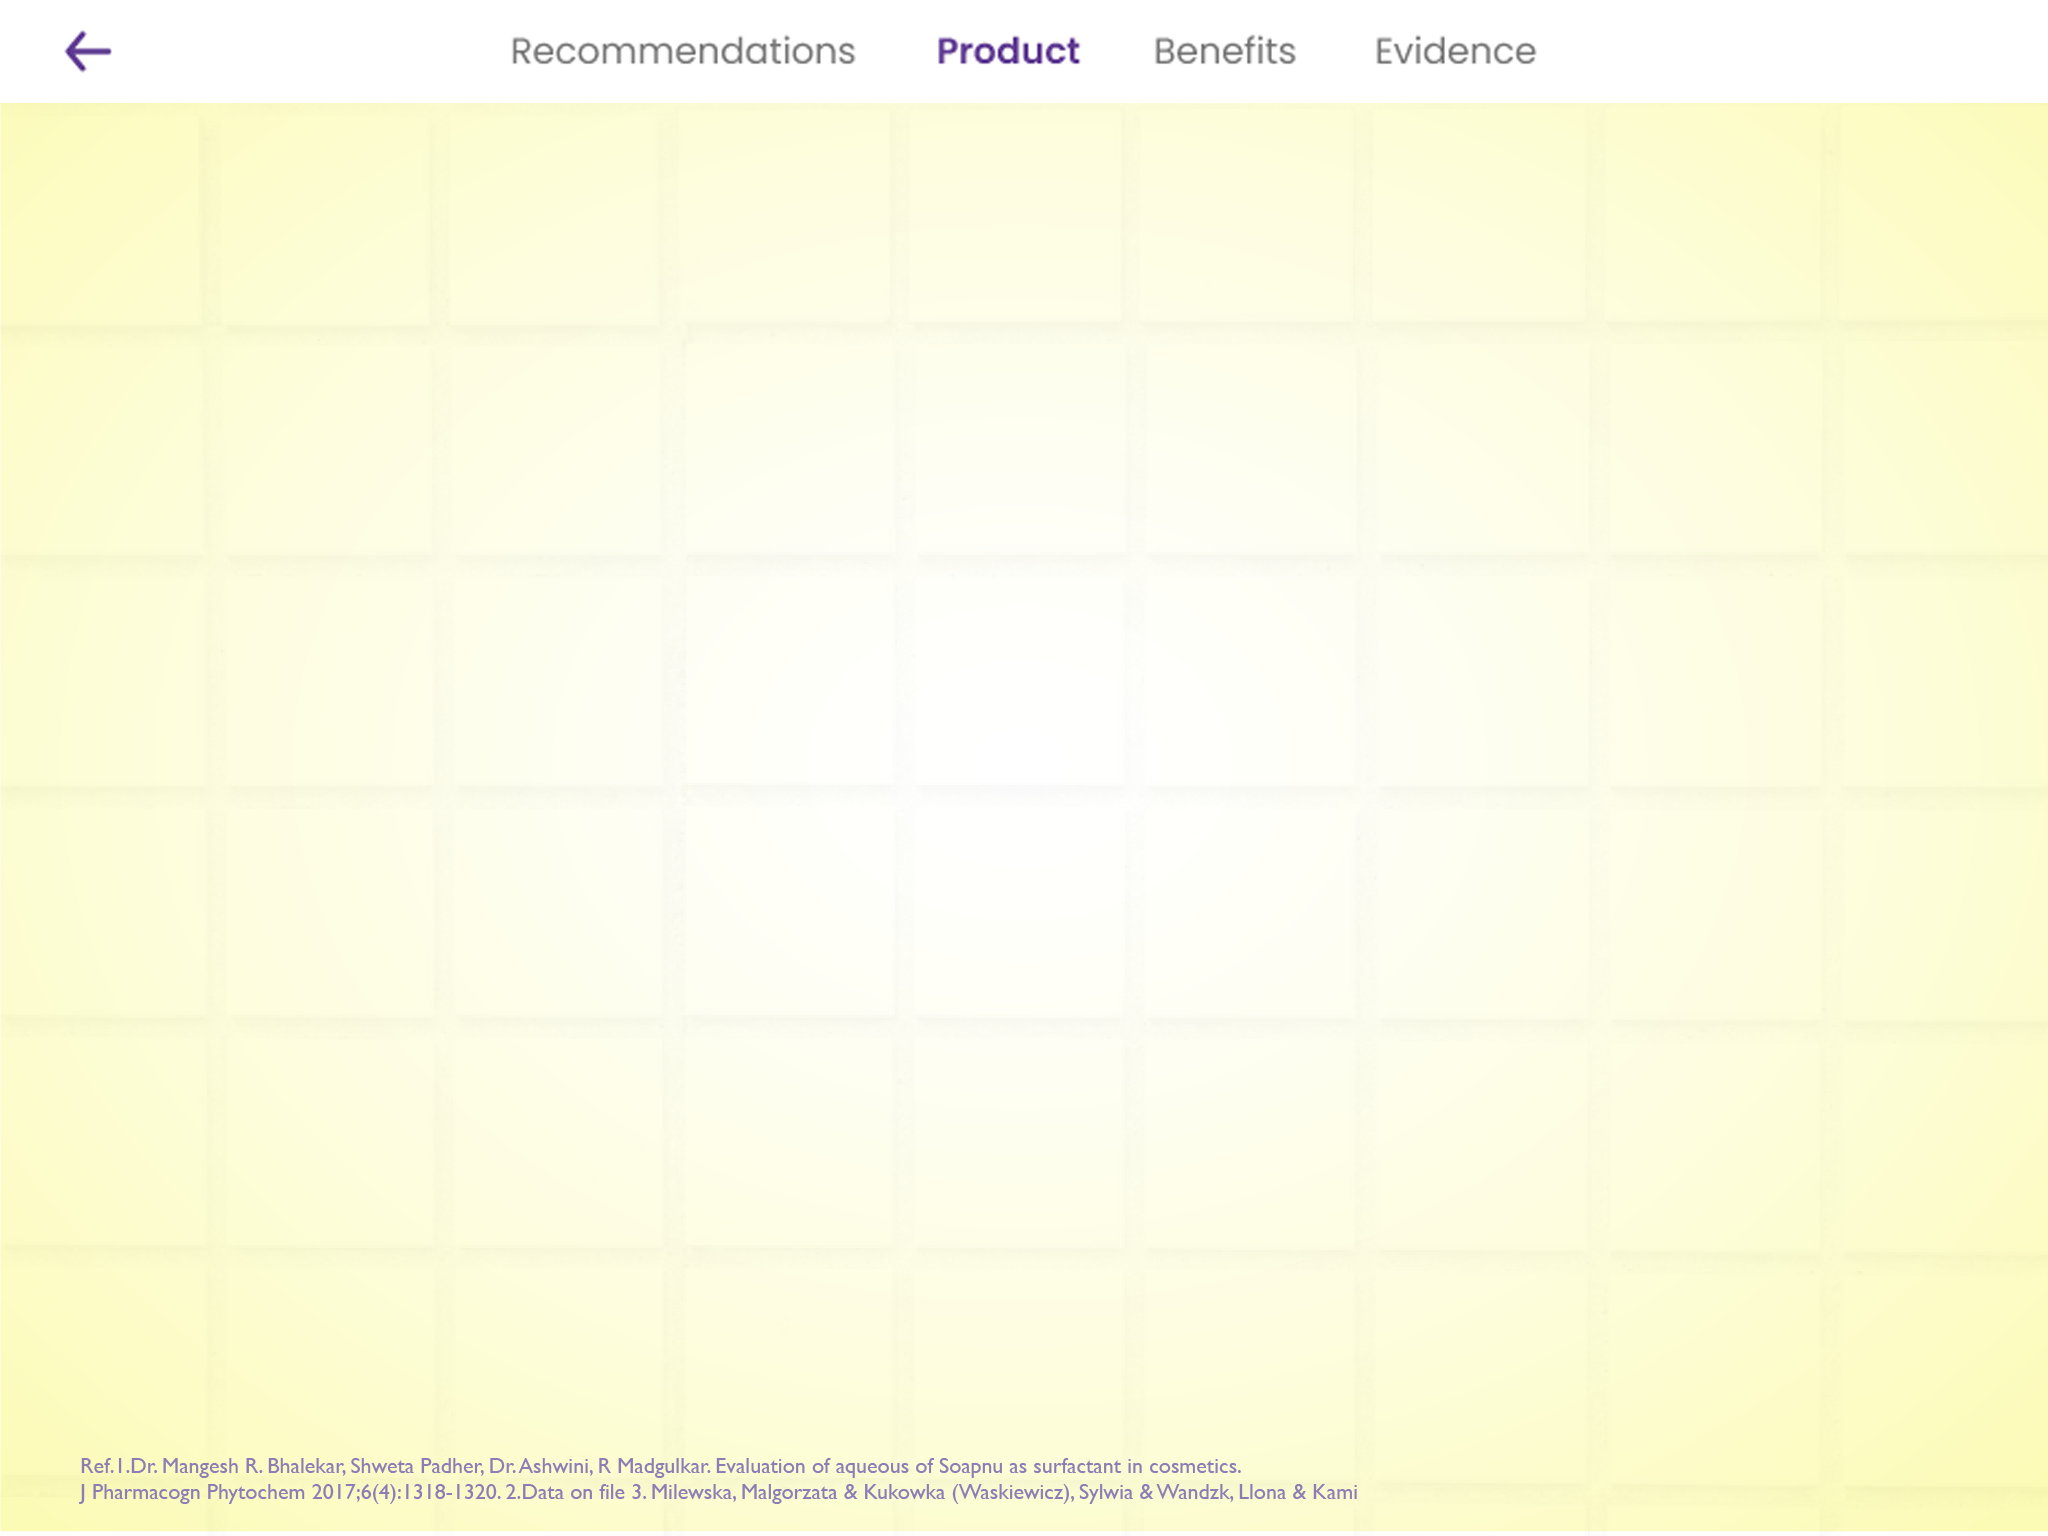 Recommendations Product Benefits Evidence
Ref.1.Dr. Mangesh R. Bhalekar, Shweta Padher, Dr. Ashwini, R Madgulkar. Evaluation of aqueous of Soapnu as surfactant in cosmetics.
J Pharmacogn Phytochem 2017;6(4):1318-1320. 2.Data on file 3. Milewska, Malgorzata & Kukowka (Waskiewicz), Sylwia & Wandzk, Llona & Kami